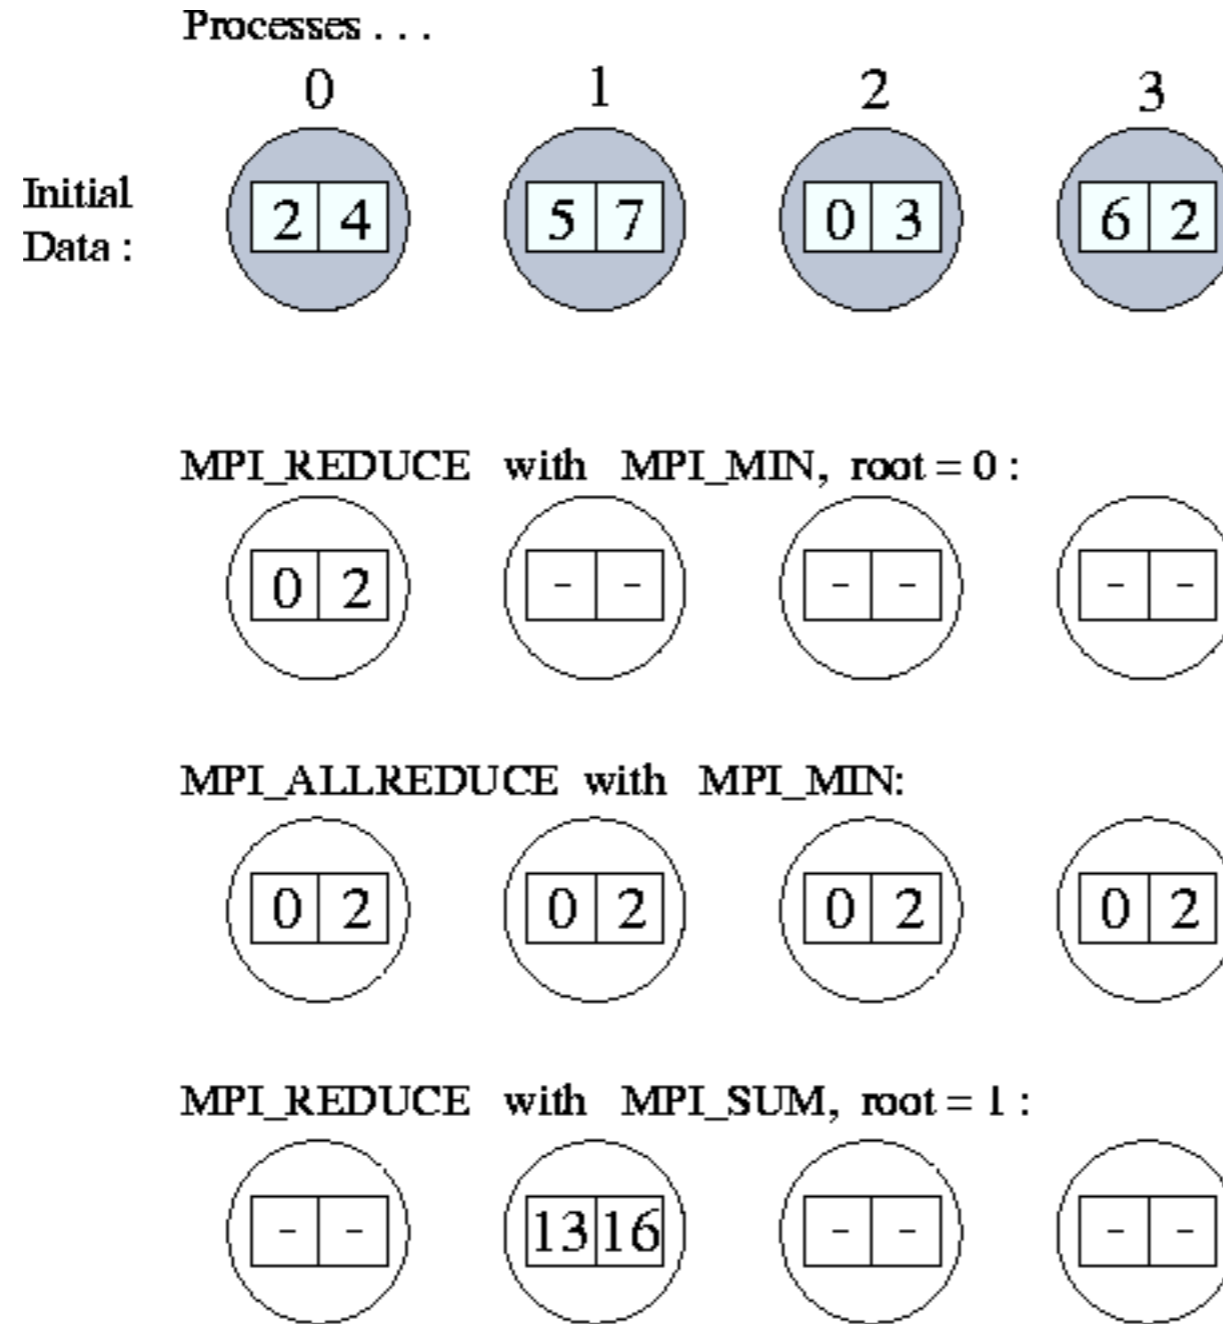 Processes . . .
0 1 2 3
Initial
Data :
2 4 5 7 0 3 6 2
MPI_REDUCE with MPI_MIN, root = 0 :
0 2 - - - - - -
MPI_ALLREDUCE with MPI_MIN:
0 2 0 2 0 2 0 2
MPI_REDUCE with MPI_SUM, root = 1 :
- - 13 16 - - - -